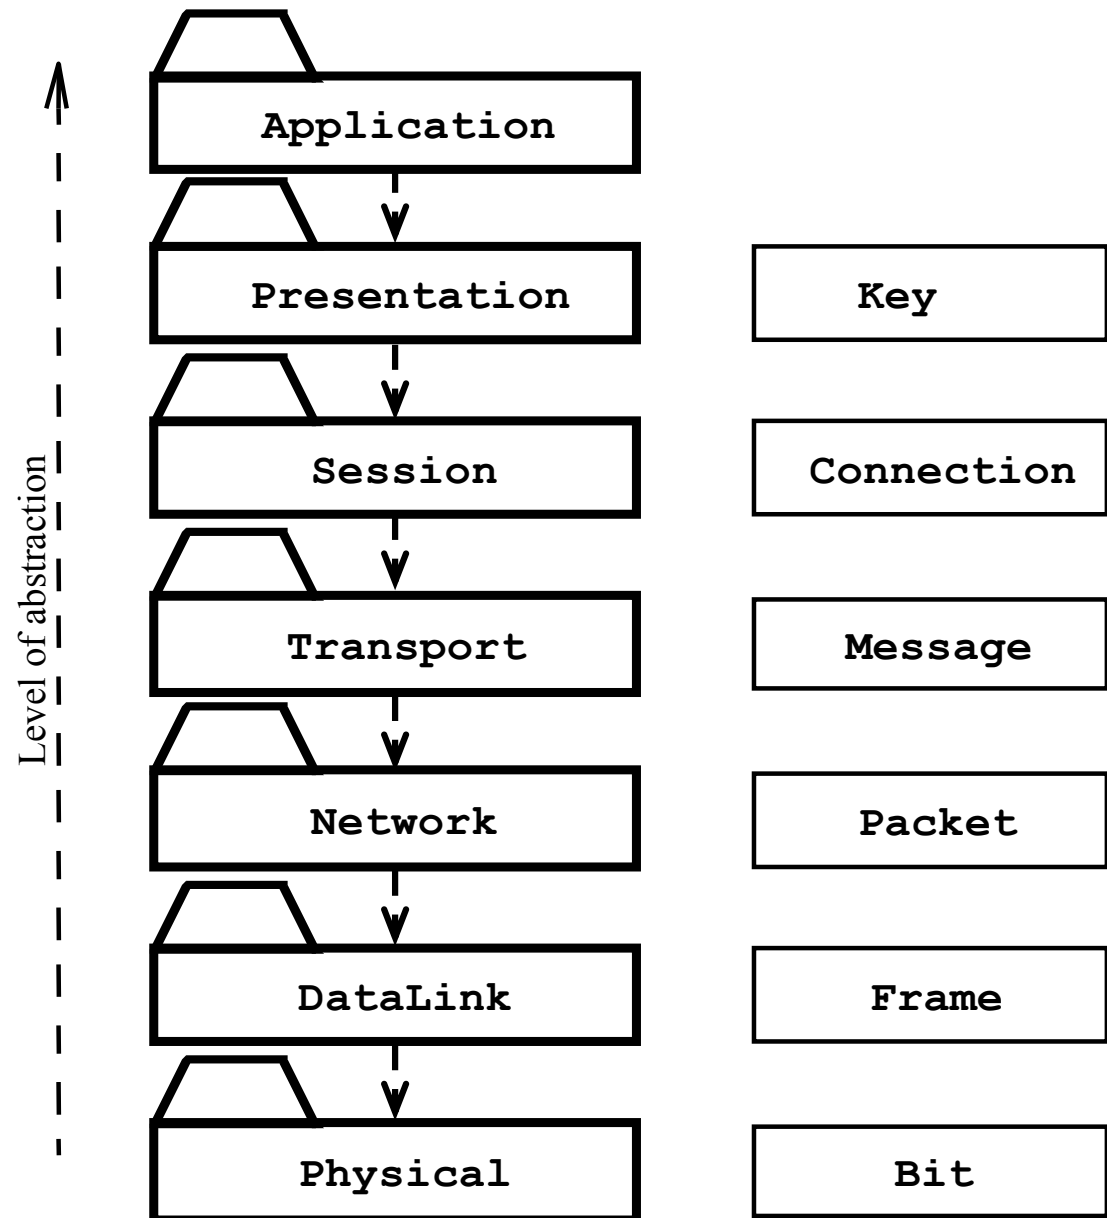 Application
Presentation
Key
Session
Connection
Level of abstraction
Transport
Message
Network
Packet
DataLink
Frame
Physical
Bit